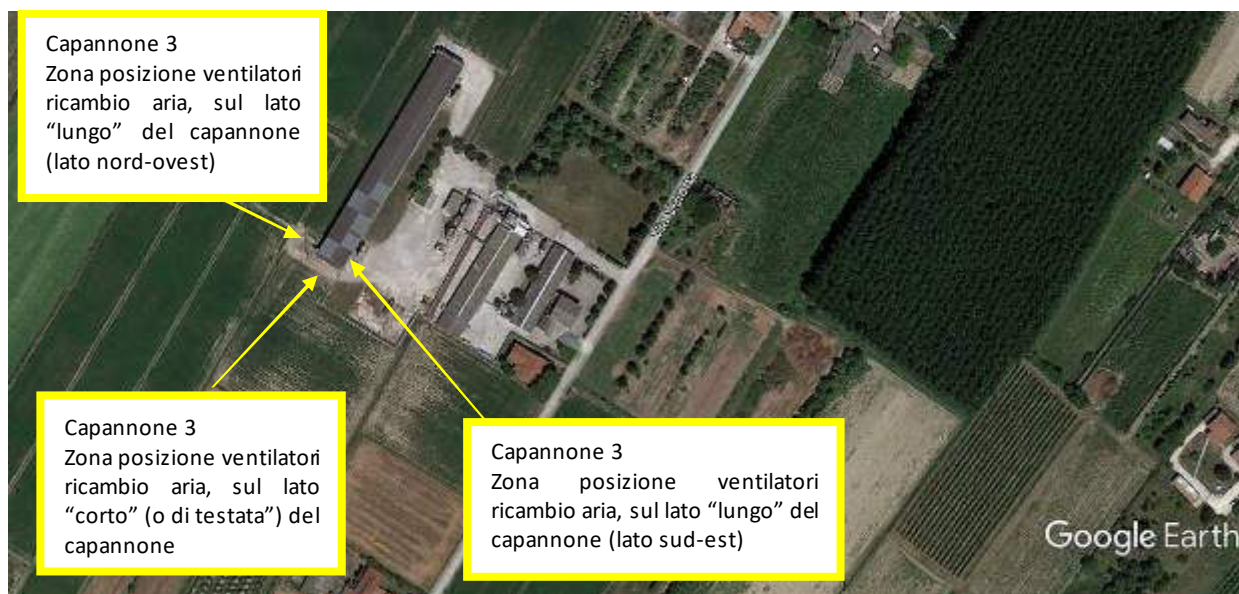 Capannone 3
Zona posizione ventilatori
ricambio aria, sul lato
“lungo” del capannone
(lato nord-ovest)
Capannone 3
Zona posizione ventilatori
ricambio aria, sul lato
“corto” (o di testata”) del
capannone
Capannone 3
Zona posizione ventilatori
ricambio aria, sul lato “lungo” del
capannone (lato sud-est)
Google Earth